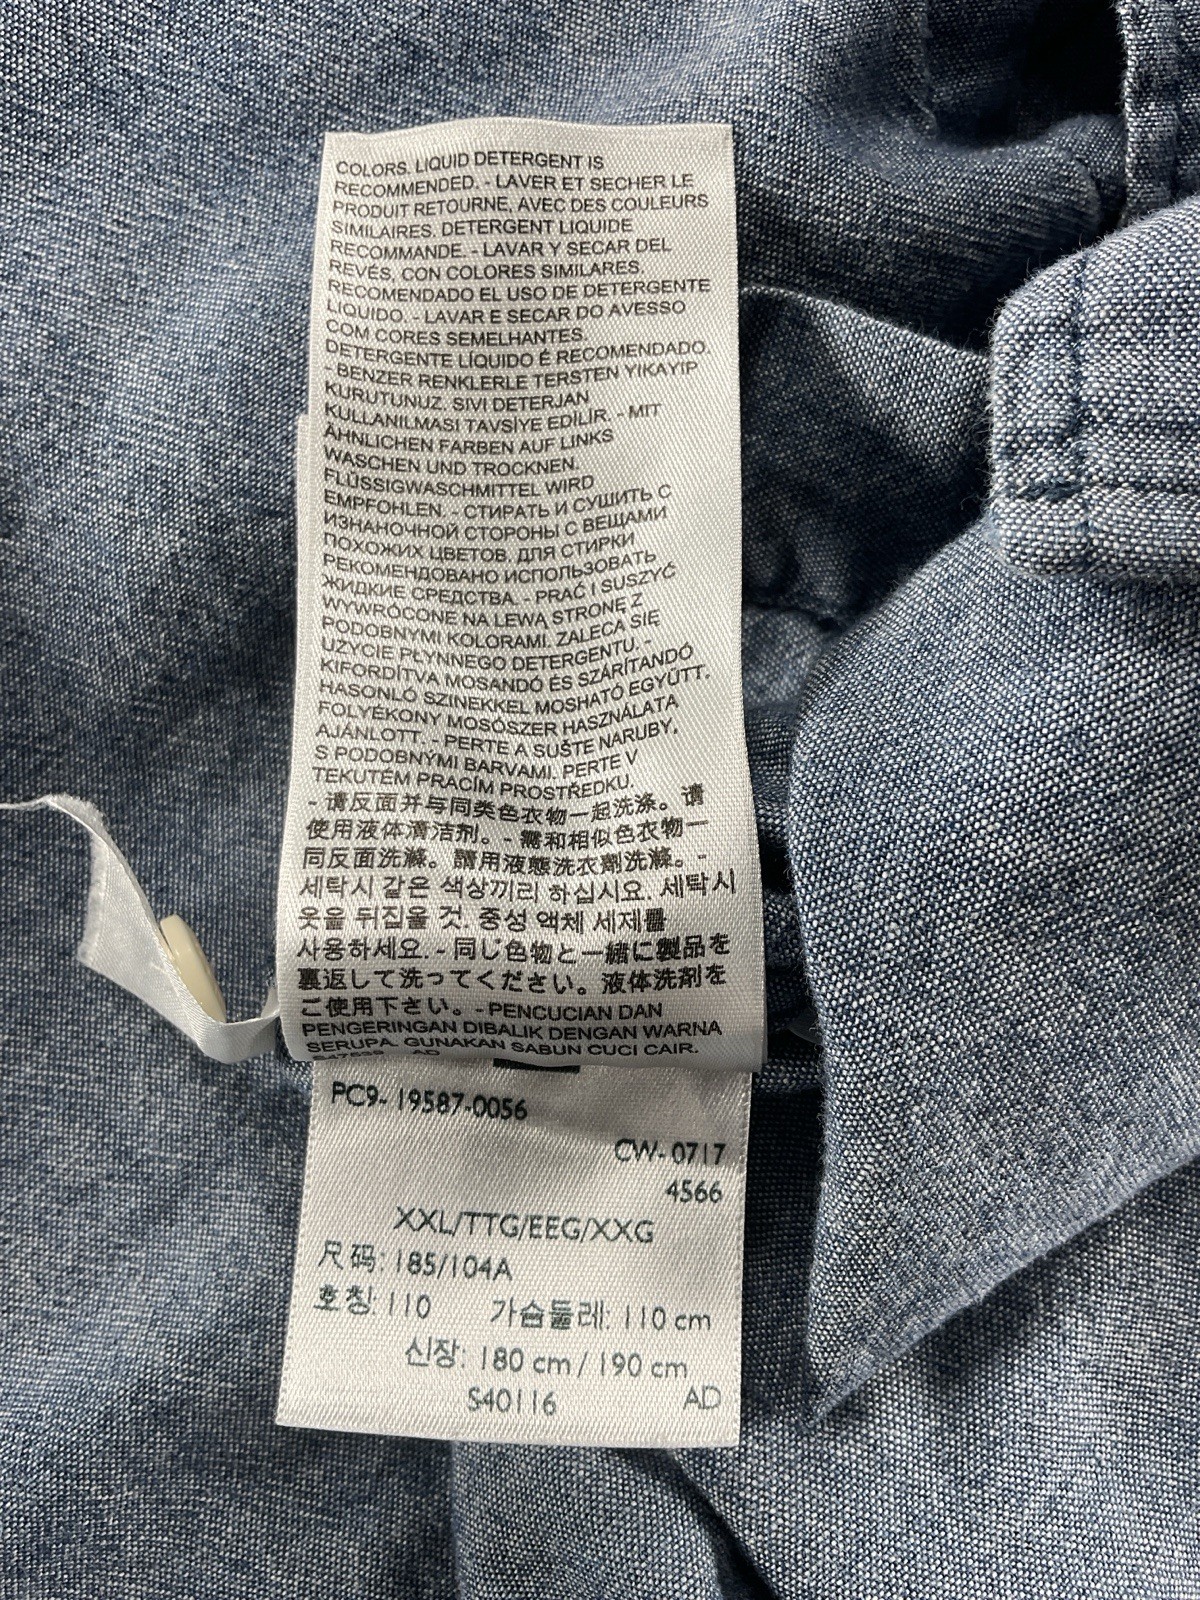 COLORS. LIQUID DETERGENT IS
RECOMMENDED. - LAVER ET SECHER LE
PRODUIT RETOURNE, AVEC DES COULEURS
SIMILAIRES. DETERGENT LIQUIDE
RECOMMANDE. - LAVAR Y SECAR DEL
REVÉS, CON COLORES SIMILARES.
RECOMENDADO EL USO DE DETERGENTE
LÍQUIDO. - LAVAR E SECAR DO AVESSO
COM CORES SEMELHANTES.
DETERGENTE LÍQUIDO É RECOMENDADO.
- BENZER RENKLERLE TERSTEN YIKAYIP
KURUTUNUZ. SIVI DETERJAN
KULLANILMASI TAVSİYE EDİLİR. - MIT
ÄHNLICHEN FARBEN AUF LINKS
WASCHEN UND TROCKNEN.
FLÜSSIGWASCHMITTEL WIRD
EMPFOHLEN. - СТИРАТЬ И СУШИТЬ С
ИЗНАНОЧНОЙ СТОРОНЫ С ВЕЩАМИ
ПОХОЖИХ ЦВЕТОВ. ДЛЯ СТИРКИ
РЕКОМЕНДОВАНО ИСПОЛЬЗОВАТЬ
ЖИДКИЕ СРЕДСТВА. - PRAĆ I SUSZYĆ
WYWRÓCONE NA LEWĄ STRONĘ Z
PODOBNYMI KOLORAMI. ZALECA SIĘ
UŻYCIE PŁYNNEGO DETERGENTU. -
KIFORDÍTVA MOSANDÓ ÉS SZÁRÍTANDÓ
HASONLÓ SZÍNEKKEL MOSHATÓ EGYÜTT.
FOLYÉKONY MOSÓSZER HASZNÁLATA
AJÁNLOTT. - PERTE A SUŠTE NARUBY,
S PODOBNÝMI BARVAMI. PERTE V
TEKUTÉM PRACÍM PROSTŘEDKU.
- 请反面并与同类色衣物一起洗涤。请
使用液体清洁剂。- 需和相似色衣物一
同反面洗滌。請用液態洗衣劑洗滌。-
세탁시 같은 색상끼리 하십시요. 세탁시
옷을 뒤집을 것. 중성 액체 세제를
사용하세요. - 同じ色物と一緒に製品を
裏返して洗ってください。液体洗剤を
ご使用下さい。- PENCUCIAN DAN
PENGERINGAN DIBALIK DENGAN WARNA
SERUPA. GUNAKAN SABUN CUCI CAIR.
AD
PC9- 19587-0056
CW- 0717
4566
XXL/TTG/EEG/XXG
尺码: 185/104A
호칭: 110 가슴둘레: 110 cm
신장: 180 cm / 190 cm
S40116 AD